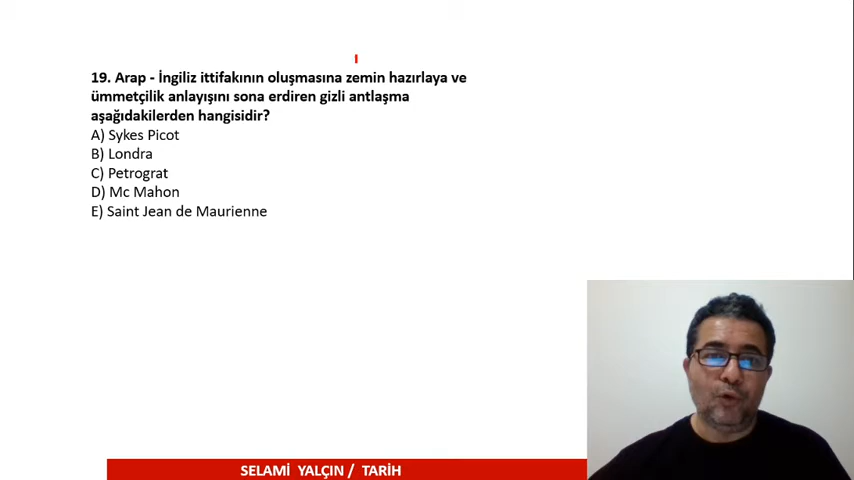 19. Arap - İngiliz ittifakının oluşmasına zemin hazırlaya ve
ümmetçilik anlayışını sona erdiren gizli antlaşma
aşağıdakilerden hangisidir?
A) Sykes Picot
B) Londra
C) Petrograt
D) Mc Mahon
E) Saint Jean de Maurienne
SELAMİ YALÇIN / TARİH